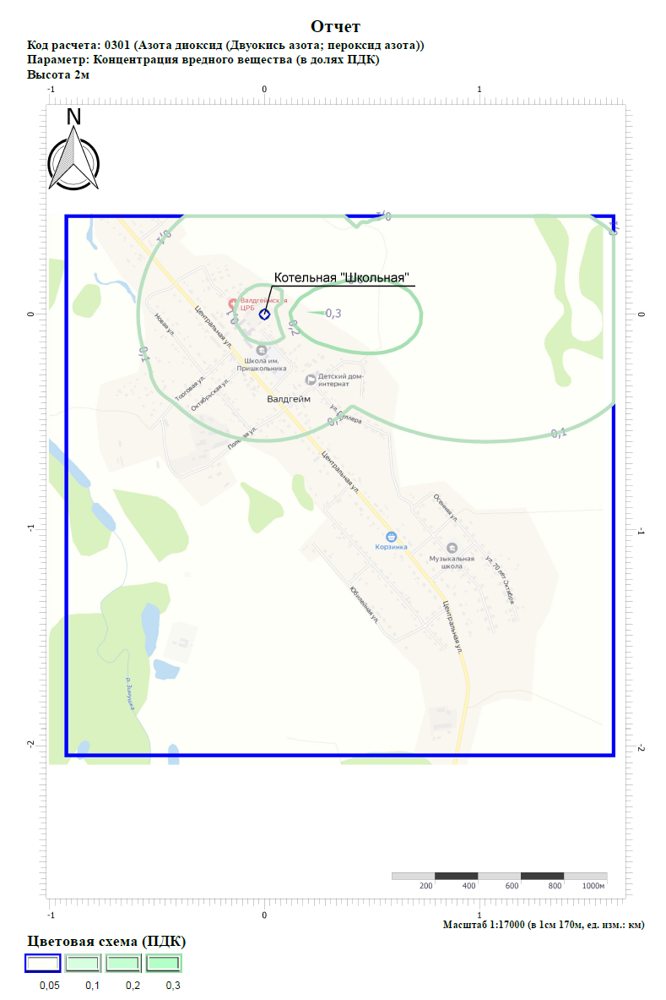 Отчет
Код расчета: 0301 (Азота диоксид (Двуокись азота; пероксид азота))
Параметр: Концентрация вредного вещества (в долях ПДК)
Высота 2м
-1
0
1
N
0,1
0,1
Котельная "Школьная"
Валдгеймская
ЦРБ
0
0,3
0
0,2
Новая ул.
Центральная ул.
0,1
Школа им.
Пришкольника
Детский дом-
интернат
Торговая ул.
Октябрьская ул.
Валдгейм
0,1
Центральная ул.
-1
-1
Осенняя ул.
Корзинка
Музыкальная
школа
ул. 70 лет Октября
Юбилейная ул.
Центральная ул.
р. Зимушка
-2
-2
200
400
600
800
1000м
-1
0
1
Масштаб 1:17000 (в 1см 170м, ед. изм.: км)
Цветовая схема (ПДК)
0,05
0,1
0,2
0,3